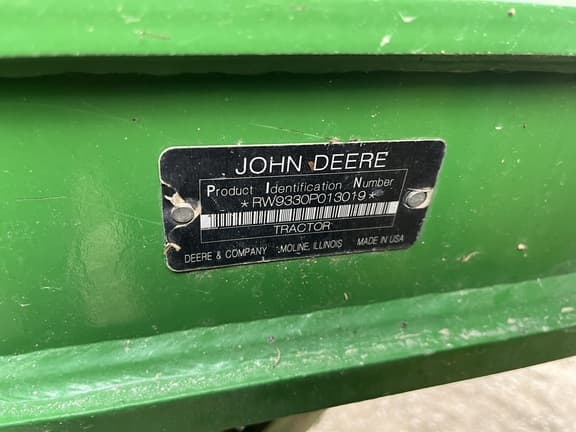 JOHN DEERE
Product Identification Number
*RW9330P013019*
TRACTOR
DEERE & COMPANY MOLINE, ILLINOIS MADE IN USA